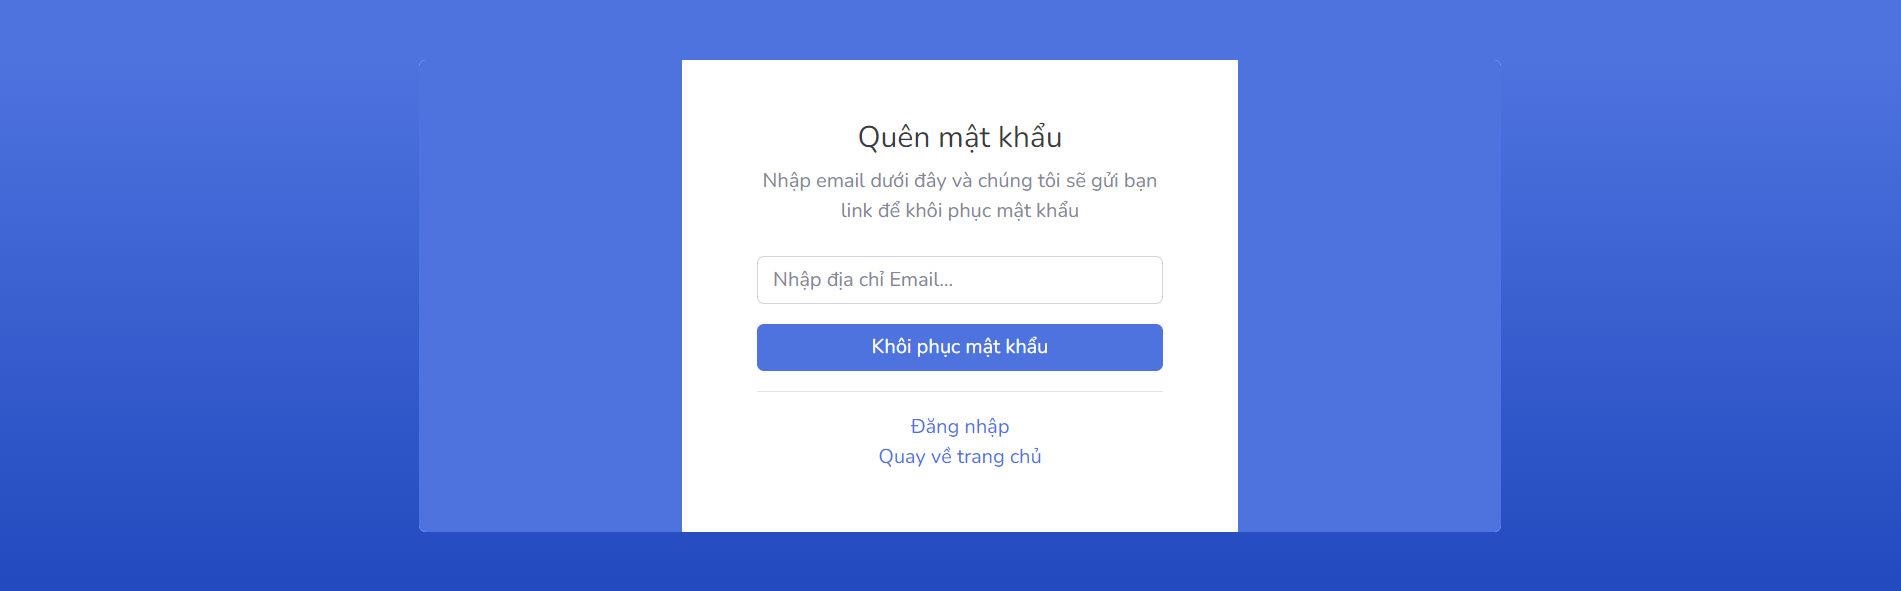 Quên mật khẩu
Nhập email dưới đây và chúng tôi sẽ gửi bạn
link để khôi phục mật khẩu
Nhập địa chỉ Email...
Khôi phục mật khẩu
Đăng nhập
Quay về trang chủ